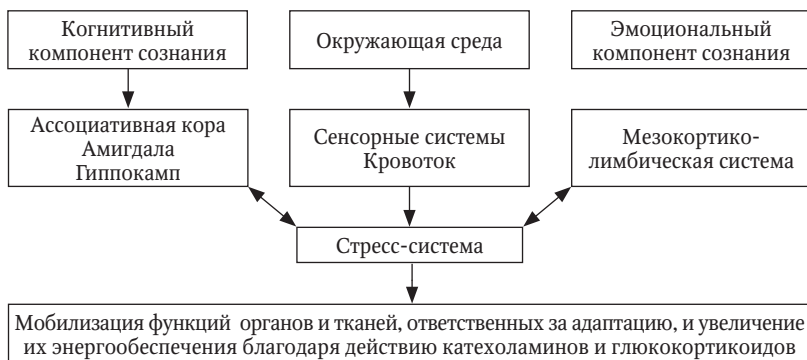 Когнитивный
компонент сознания
Окружающая среда
Эмоциональный
компонент сознания
Ассоциативная кора
Амигдала
Гиппокамп
Сенсорные системы
Кровоток
Мезокортико-
лимбическая система
Стресс-система
Мобилизация функций органов и тканей, ответственных за адаптацию, и увеличение
их энергообеспечения благодаря действию катехоламинов и глюкокортикоидов